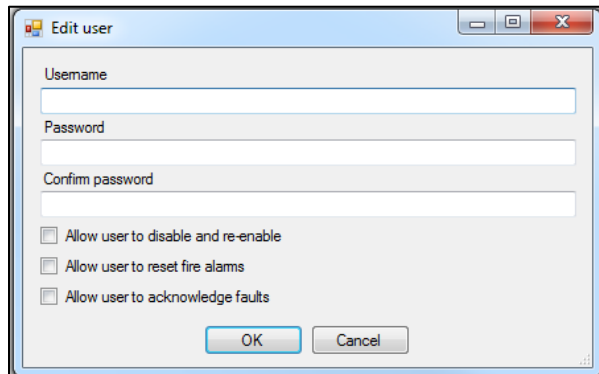 Edit user
Username
Password
Confirm password
Allow user to disable and re-enable
Allow user to reset fire alarms
Allow user to acknowledge faults
OK Cancel